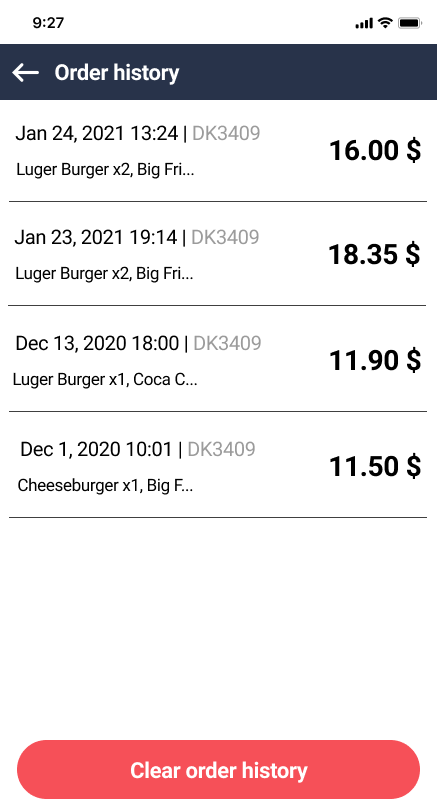 9:27
Order history
Jan 24, 2021 13:24 | DK3409
16.00 $
Luger Burger x2, Big Fri...
Jan 23, 2021 19:14 | DK3409
18.35 $
Luger Burger x2, Big Fri...
Dec 13, 2020 18:00 | DK3409
11.90 $
Luger Burger x1, Coca C...
Dec 1, 2020 10:01 | DK3409
11.50 $
Cheeseburger x1, Big F...
Clear order history